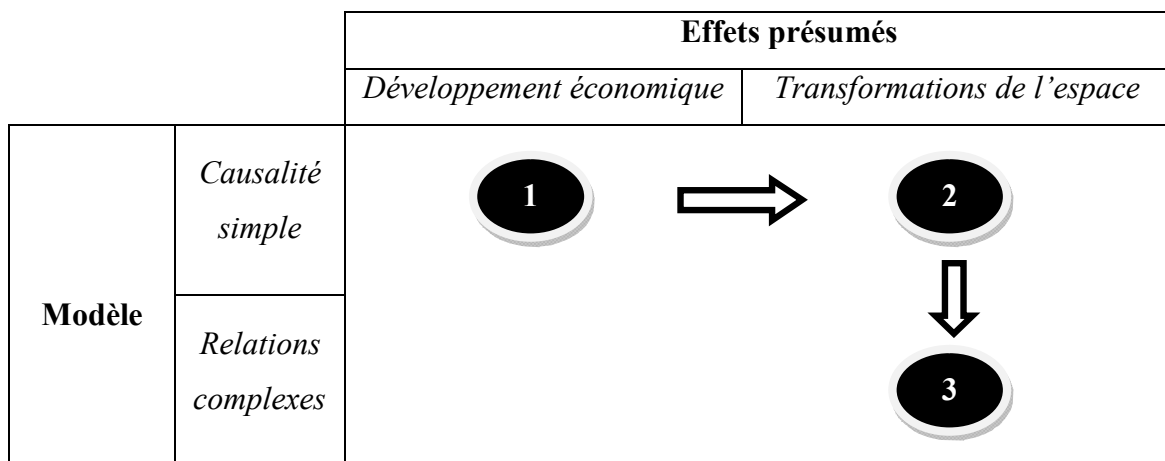 Effets présumés
Développement économique
Transformations de l’espace
Modèle
Causalité
simple
1
2
Relations
complexes
3